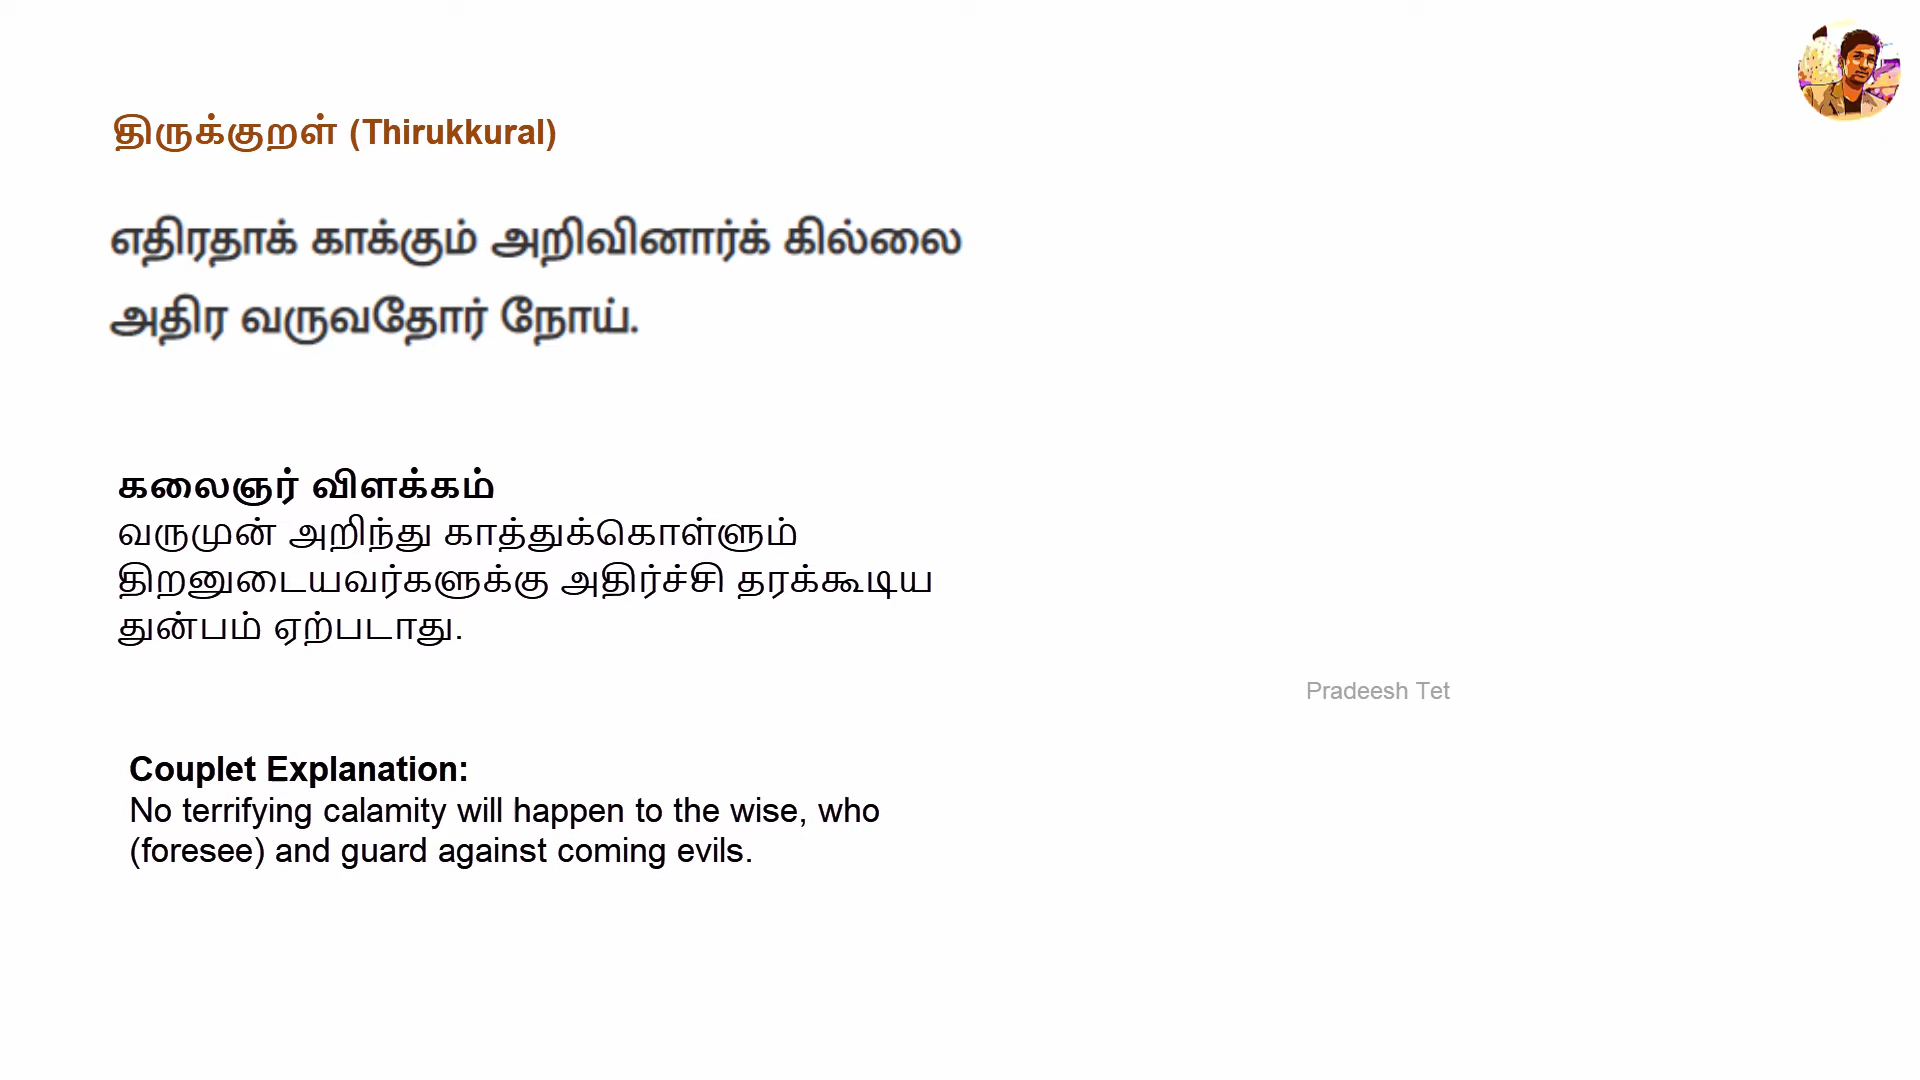 திருக்குறள் (Thirukkural)
எதிரதாக் காக்கும் அறிவினார்க் கில்லை
அதிர வருவதோர் நோய்.
கலைஞர் விளக்கம்
வருமுன் அறிந்து காத்துக்கொள்ளும்
திறனுடையவர்களுக்கு அதிர்ச்சி தரக்கூடிய
துன்பம் ஏற்படாது.
Pradeesh Tet
Couplet Explanation:
No terrifying calamity will happen to the wise, who
(foresee) and guard against coming evils.